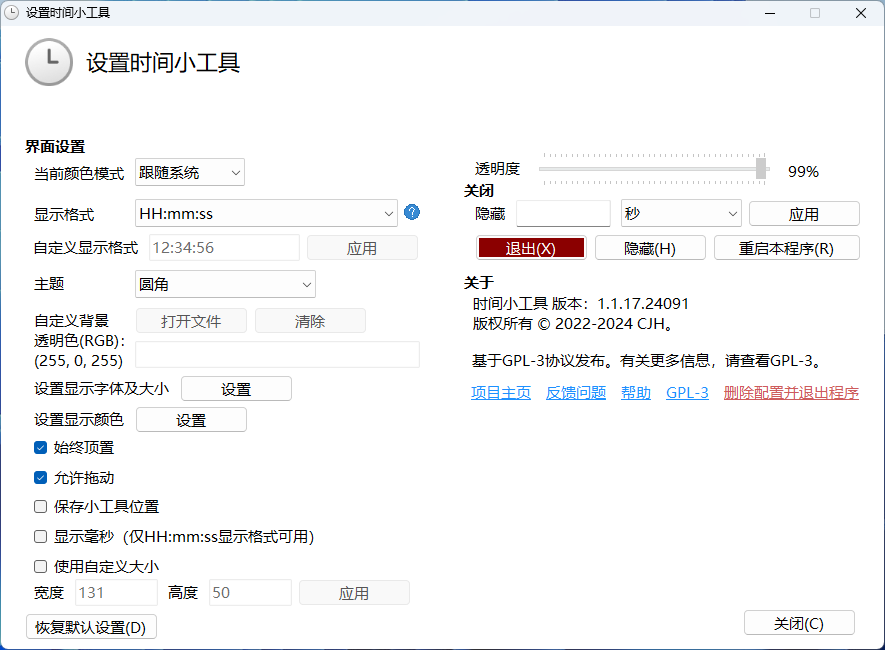 设置时间小工具
设置时间小工具
界面设置
当前颜色模式 跟随系统
显示格式 HH:mm:ss
自定义显示格式 12:34:56 应用
主题 圆角
自定义背景 打开文件 清除
透明色(RGB):
(255, 0, 255)
设置显示字体及大小 设置
设置显示颜色 设置
始终顶置
允许拖动
保存小工具位置
显示毫秒（仅HH:mm:ss显示格式可用）
使用自定义大小
宽度 131 高度 50 应用
恢复默认设置(D)
透明度 99%
关闭
隐藏 秒 应用
退出(X) 隐藏(H) 重启本程序(R)
关于
时间小工具 版本：1.1.17.24091
版权所有 © 2022-2024 CJH。
基于GPL-3协议发布。有关更多信息，请查看GPL-3。
项目主页 反馈问题 帮助 GPL-3 删除配置并退出程序
关闭(C)